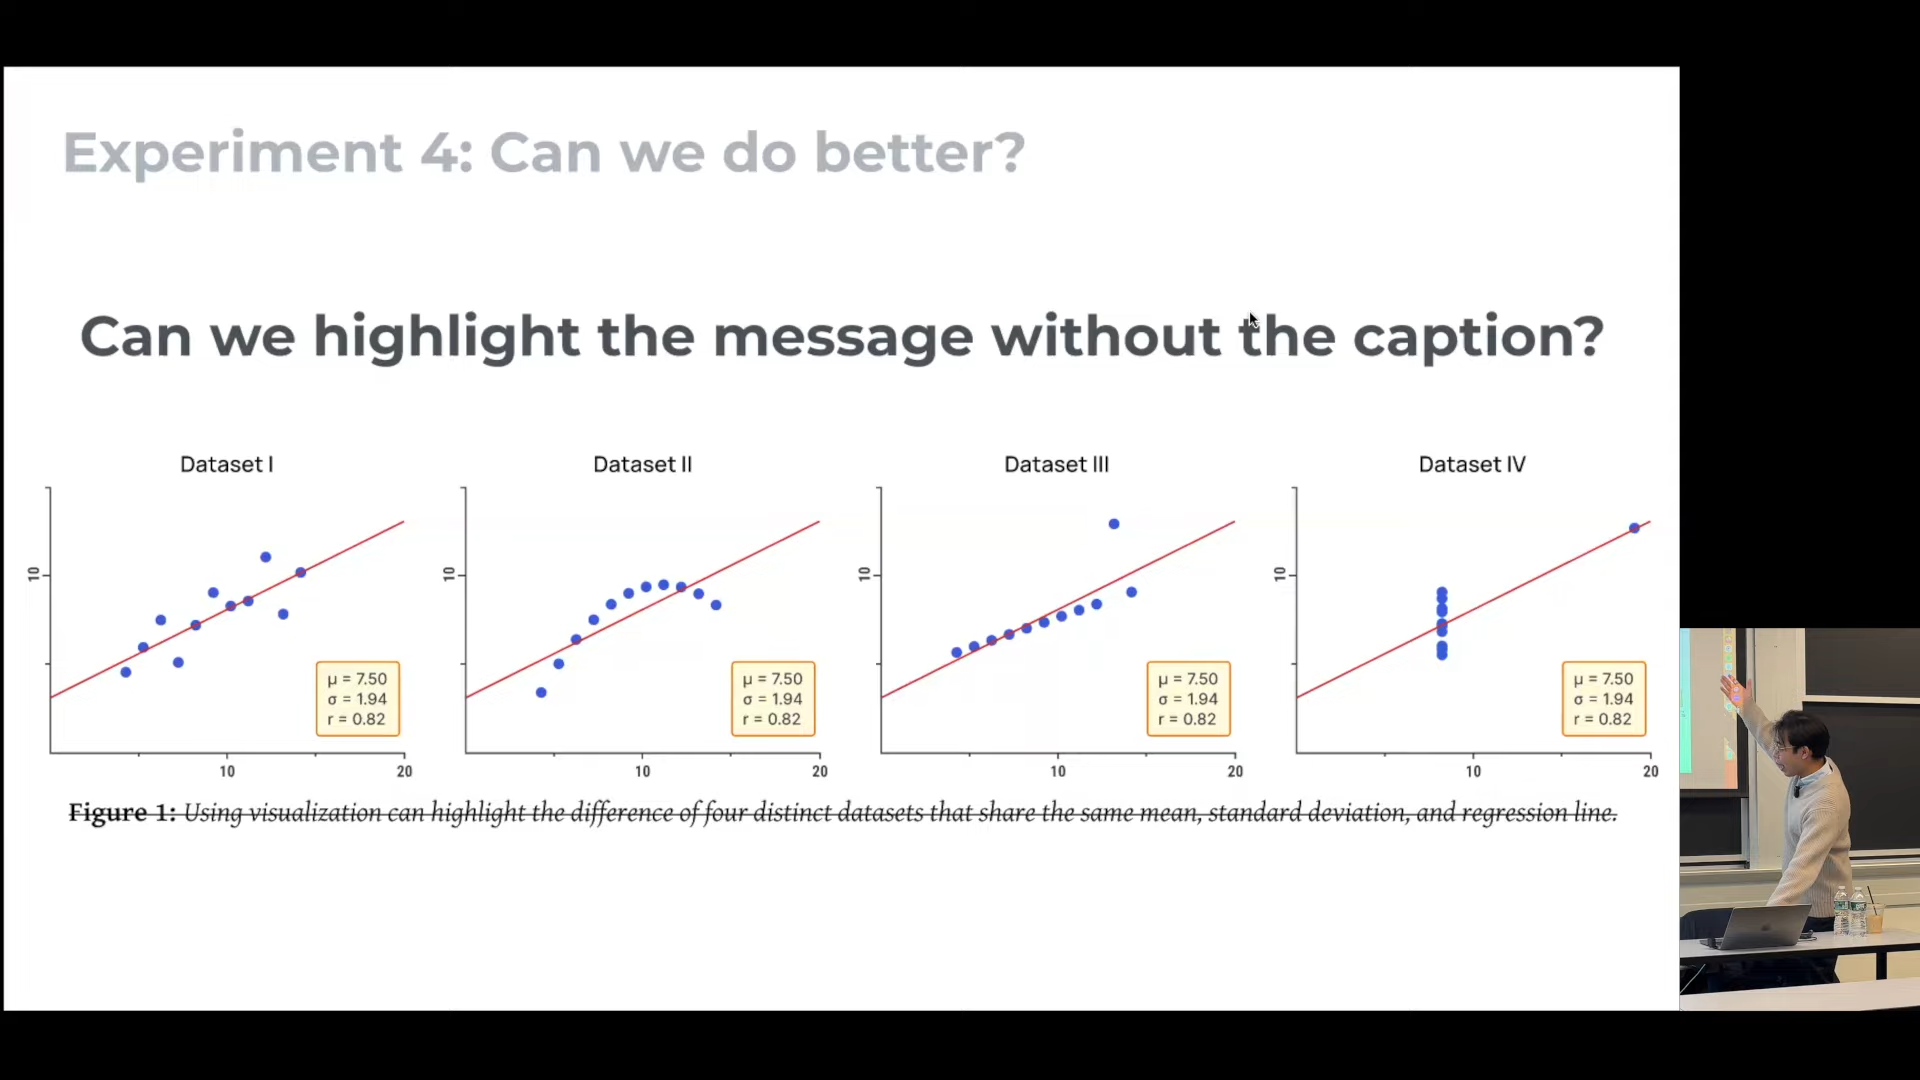 Experiment 4: Can we do better?
Can we highlight the message without the caption?
Dataset I
Dataset II
Dataset III
Dataset IV
10
10
10
10
μ = 7.50
σ = 1.94
r = 0.82
μ = 7.50
σ = 1.94
r = 0.82
μ = 7.50
σ = 1.94
r = 0.82
μ = 7.50
σ = 1.94
r = 0.82
10 20
10 20
10 20
10 20
Figure 1: Using visualization can highlight the difference of four distinct datasets that share the same mean, standard deviation, and regression line.